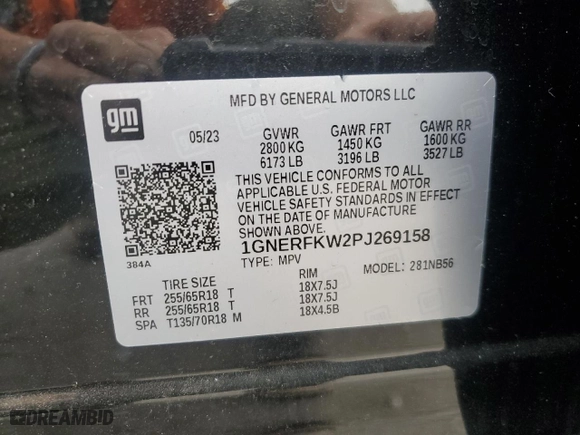 gm
MFD BY GENERAL MOTORS LLC
05/23 GVWR GAWR FRT GAWR RR
2800 KG 1450 KG 1600 KG
6173 LB 3196 LB 3527 LB
THIS VEHICLE CONFORMS TO ALL
APPLICABLE U.S. FEDERAL MOTOR
VEHICLE SAFETY STANDARDS IN EFFECT
ON THE DATE OF MANUFACTURE
SHOWN ABOVE.
384A
1GNERFKW2PJ269158
TYPE: MPV MODEL: 281NB56
TIRE SIZE RIM
FRT 255/65R18 T 18X7.5J
RR 255/65R18 T 18X7.5J
SPA T135/70R18 M 18X4.5B
DREAMBID